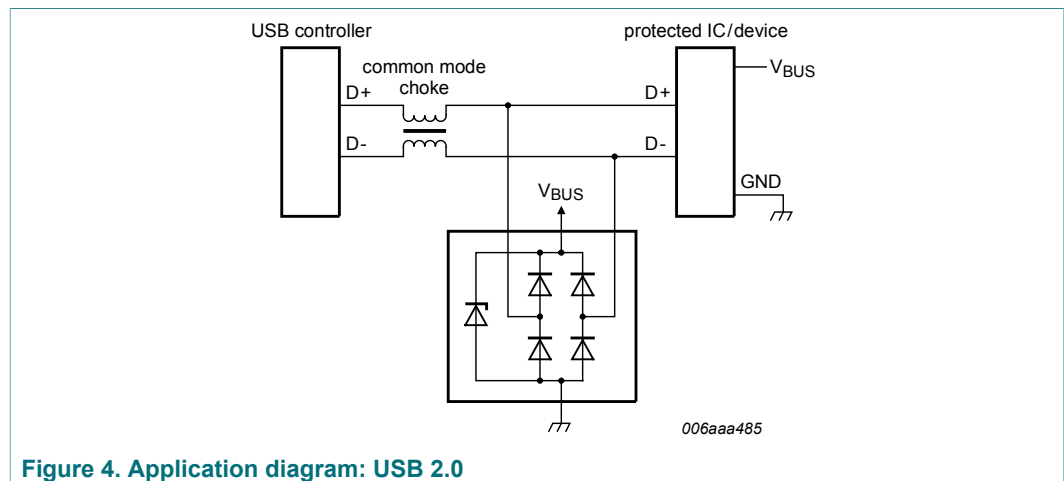 USB controller
protected IC/device
common mode
choke
VBUS
D+
D+
D-
D-
VBUS
GND
006aaa485
Figure 4. Application diagram: USB 2.0